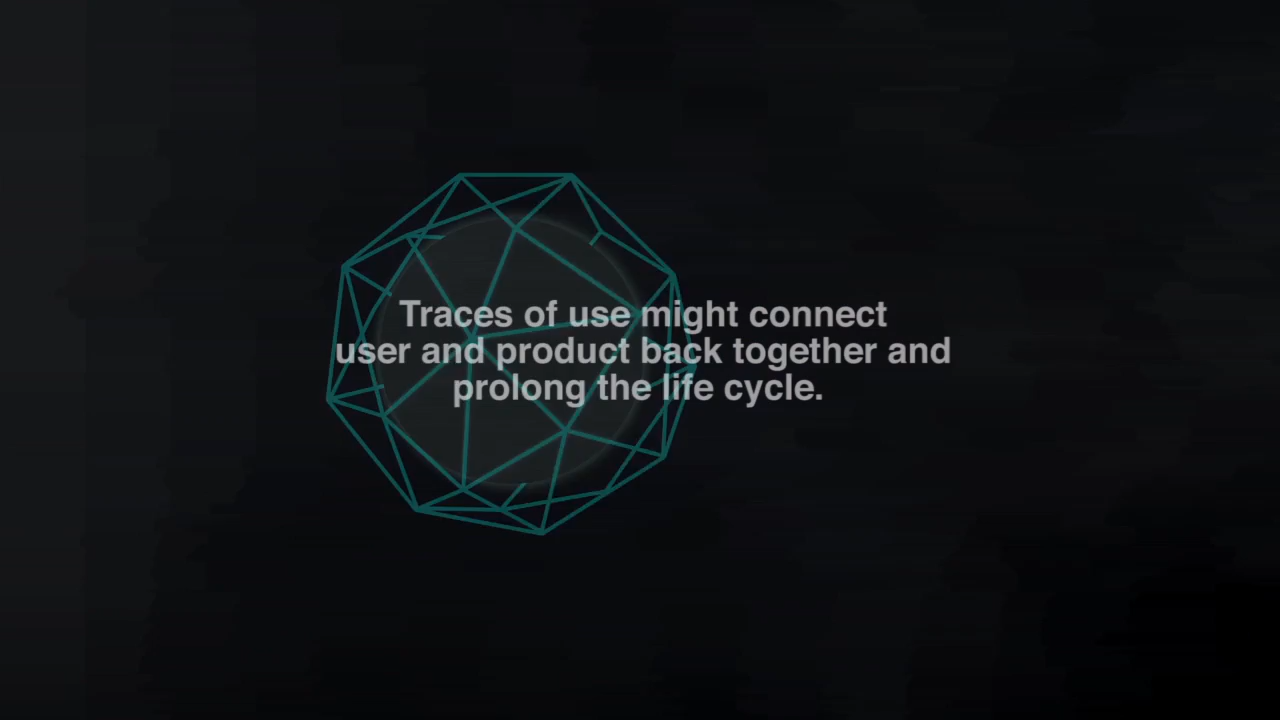 Traces of use might connect
user and product back together and
prolong the life cycle.